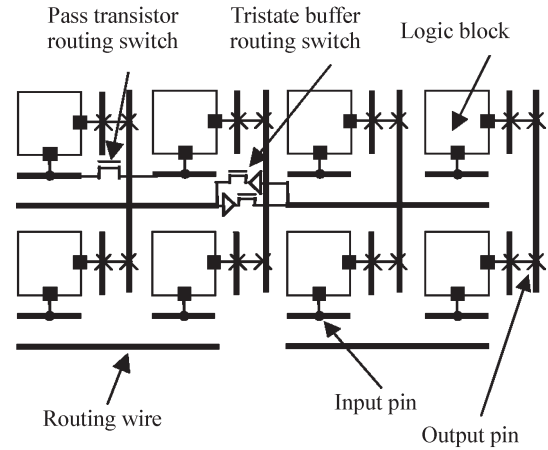 Pass transistor
routing switch
Tristate buffer
routing switch
Logic block
Routing wire
Input pin
Output pin